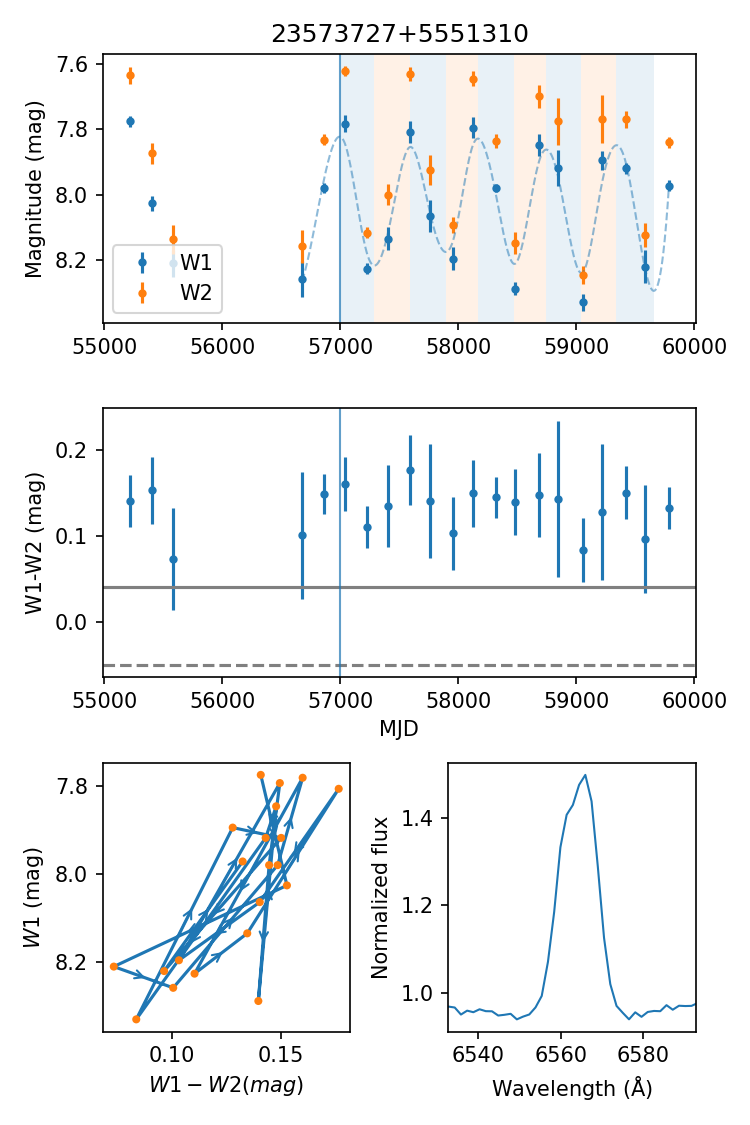 23573727+5551310
Magnitude (mag)
7.6
7.8
8.0
8.2
W1
W2
55000 56000 57000 58000 59000 60000
W1-W2 (mag)
0.2
0.1
0.0
55000 56000 57000 58000 59000 60000
MJD
W1 (mag)
7.8
8.0
8.2
0.10 0.15
W1 − W2(mag)
Normalized flux
1.4
1.2
1.0
6540 6560 6580
Wavelength (Å)